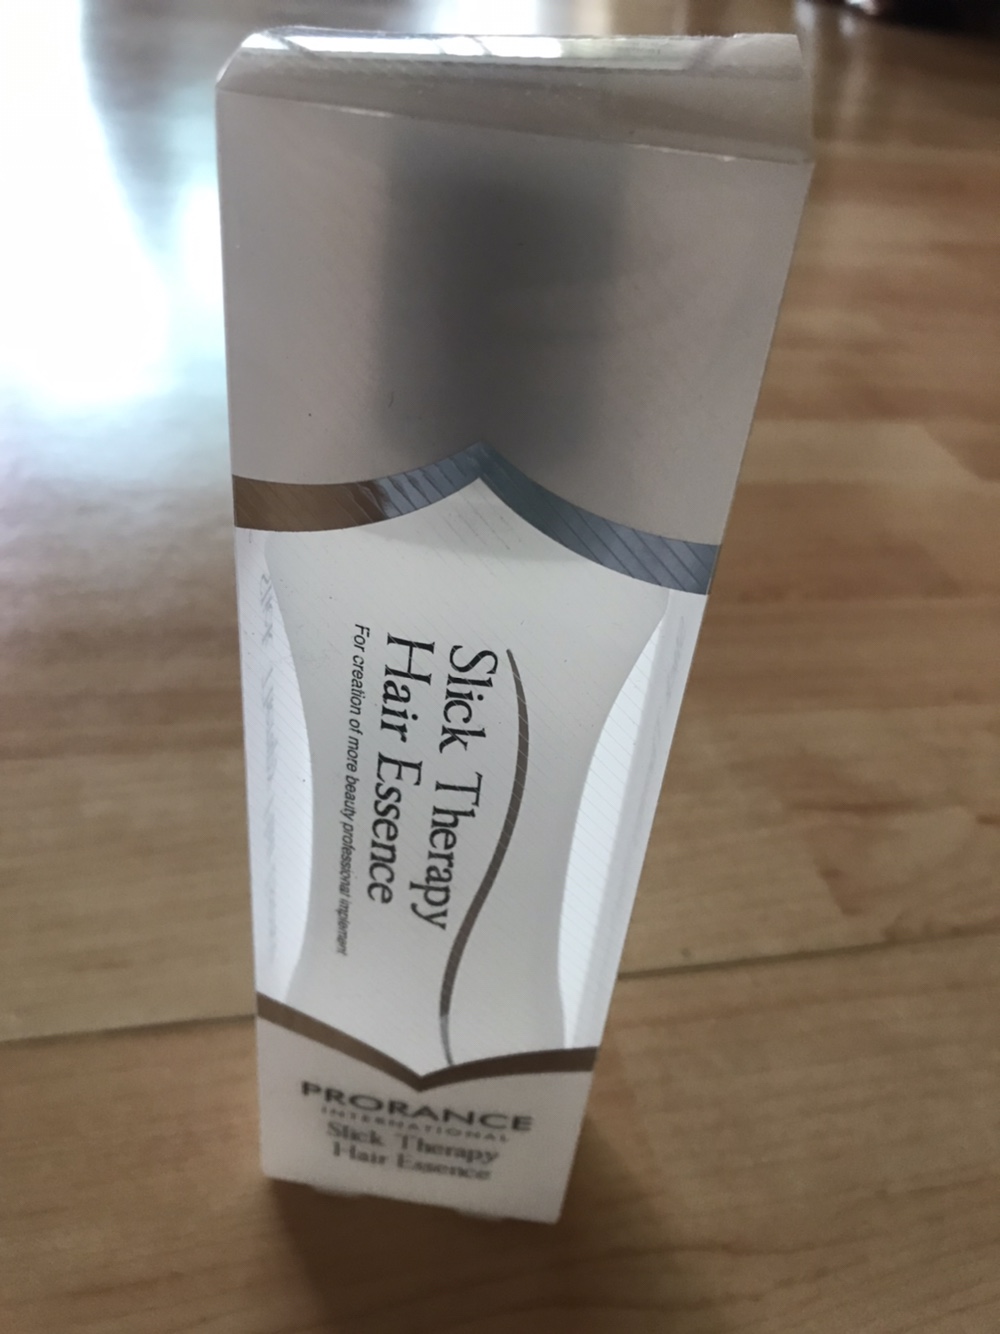 Slick Therapy
Hair Essence
For creation of more beauty professional implement
PRORANCE
INTERNATIONAL
Slick Therapy
Hair Essence